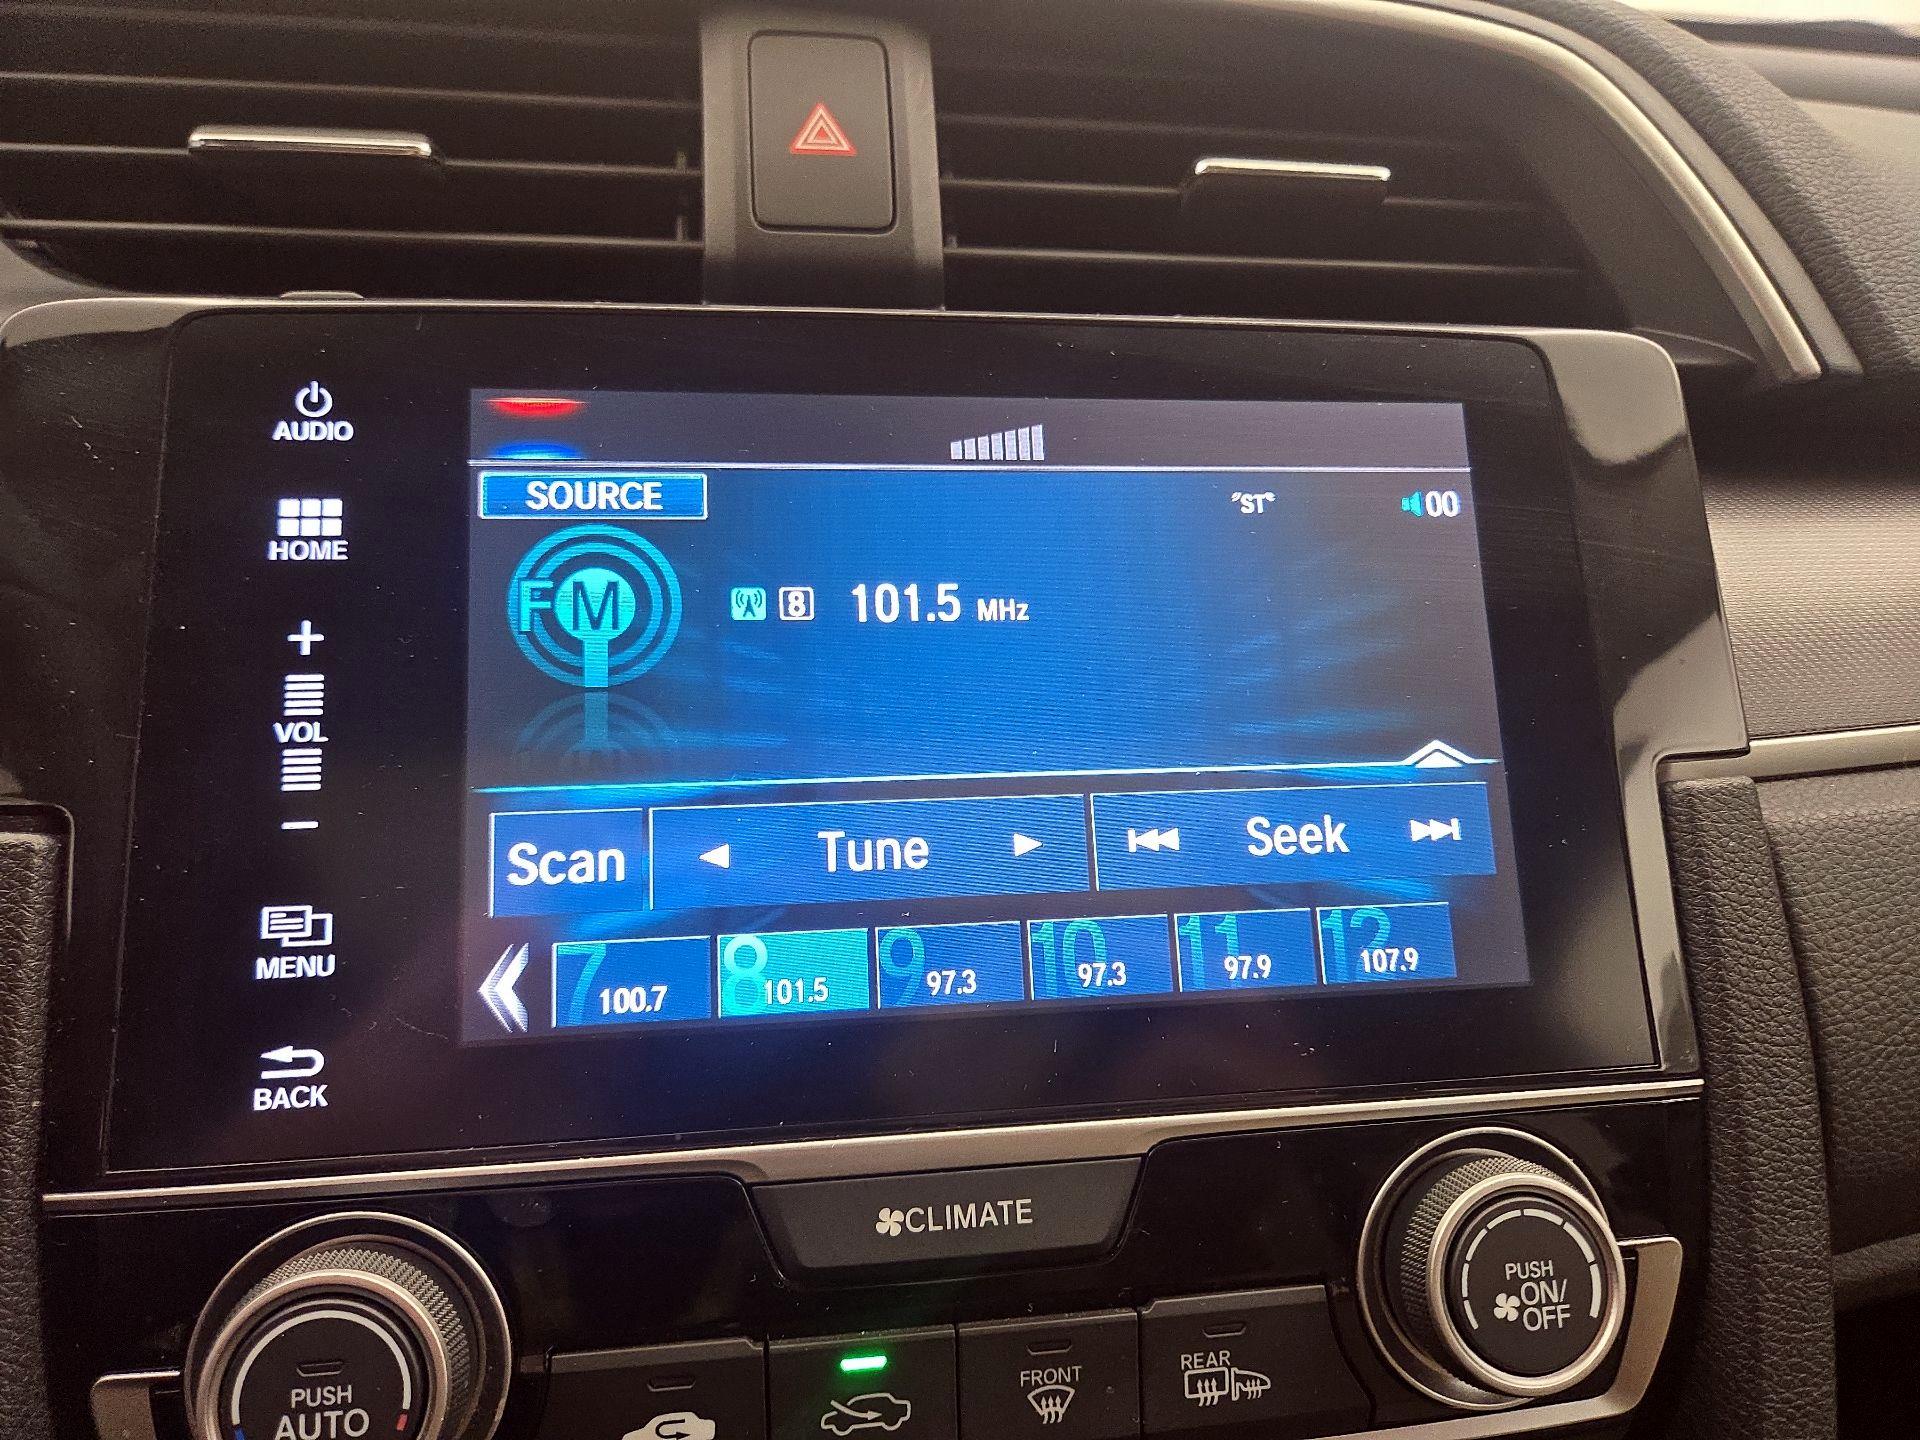 AUDIO
HOME
+
VOL
-
MENU
BACK
SOURCE
"ST"
00
FM
8
101.5 MHz
Scan
Tune
Seek
7 100.7
8 101.5
9 97.3
10 97.3
11 97.9
12 107.9
CLIMATE
PUSH
AUTO
FRONT
REAR
PUSH
ON/
OFF